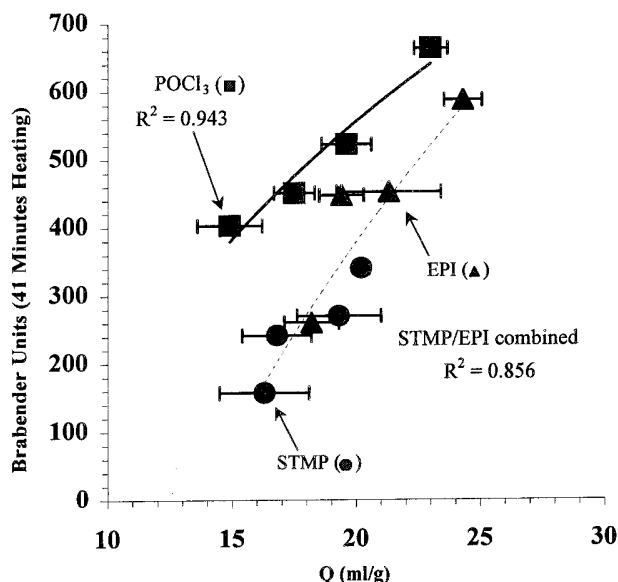 700
600
500
400
300
200
100
0
Brabender Units (41 Minutes Heating)
POCl₃ (■)
R² = 0.943
EPI (▲)
STMP/EPI combined
R² = 0.856
STMP (●)
10 15 20 25 30
Q (ml/g)